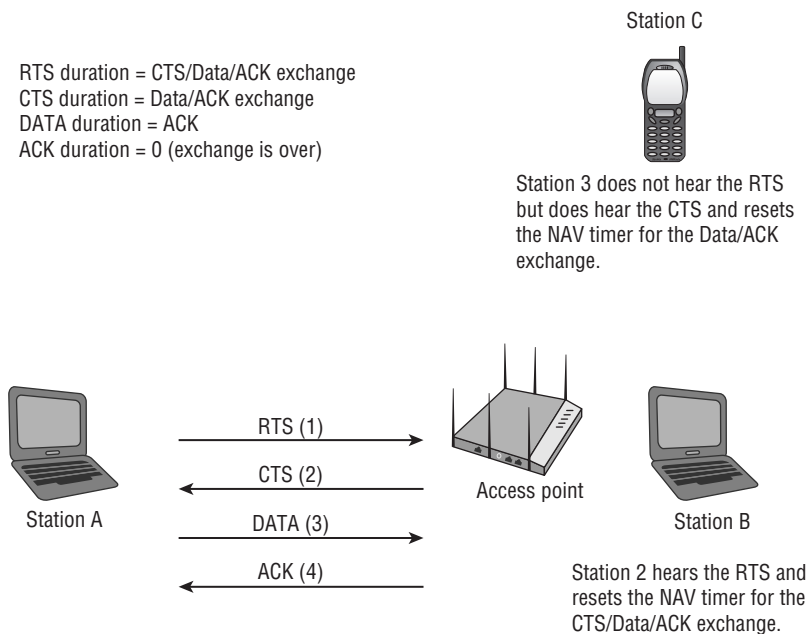 Station C
RTS duration = CTS/Data/ACK exchange
CTS duration = Data/ACK exchange
DATA duration = ACK
ACK duration = 0 (exchange is over)
Station 3 does not hear the RTS
but does hear the CTS and resets
the NAV timer for the Data/ACK
exchange.
RTS (1)
CTS (2)
DATA (3)
ACK (4)
Station A
Access point
Station B
Station 2 hears the RTS and
resets the NAV timer for the
CTS/Data/ACK exchange.